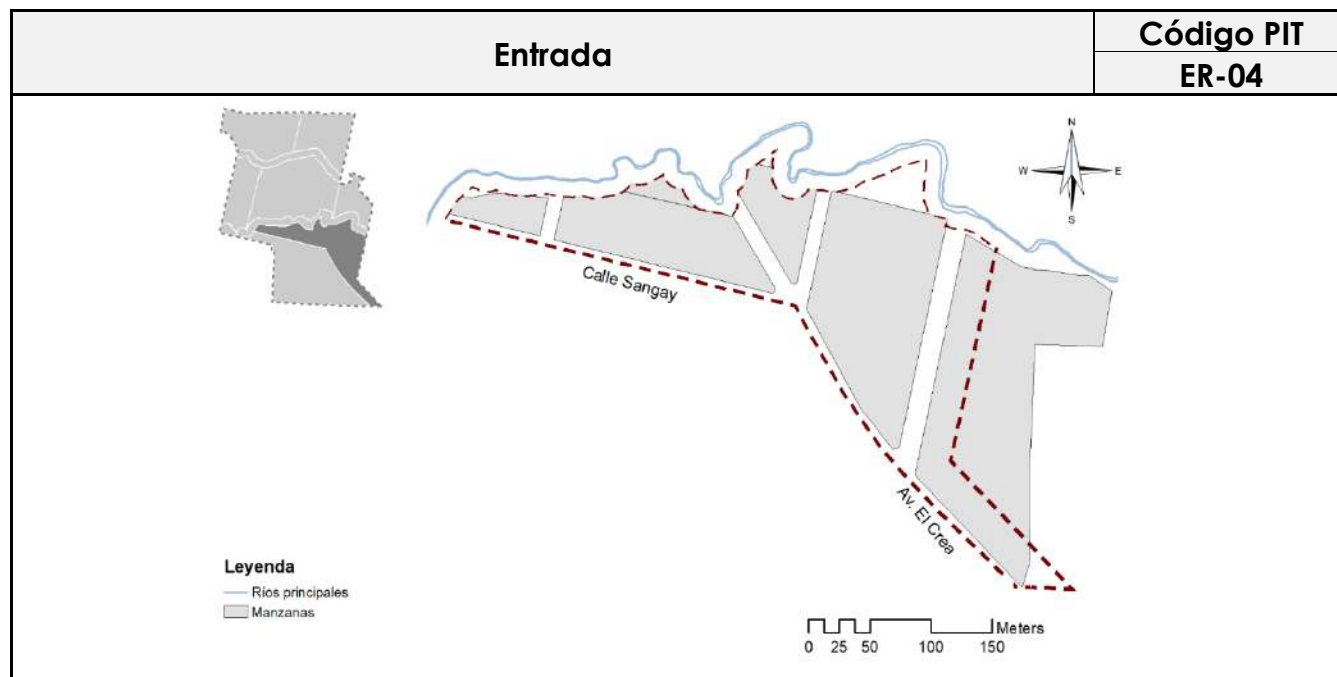 Entrada
Código PIT
ER-04
N
W
E
S
Calle Sangay
Av. El Crea
Leyenda
Ríos principales
Manzanas
Meters
0 25 50 100 150